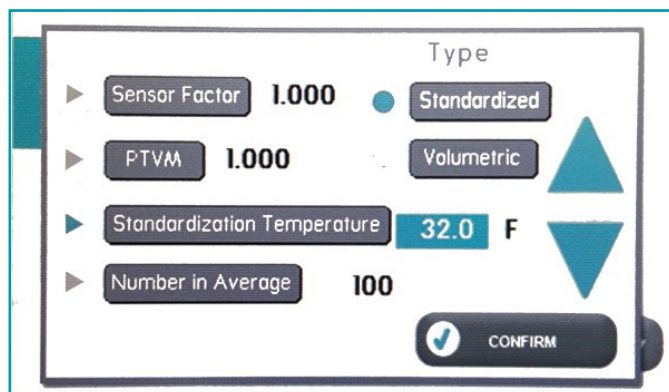 Type
Sensor Factor 1.000 Standardized
PTVM 1.000 Volumetric
Standardization Temperature 32.0 F
Number in Average 100
CONFIRM